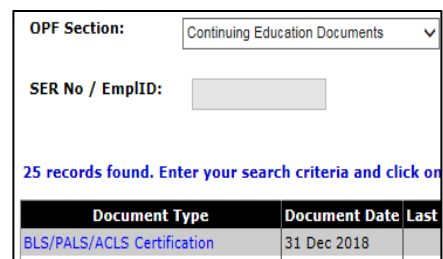 OPF Section: Continuing Education Documents
SER No / EmplID:
25 records found. Enter your search criteria and click on
Document Type Document Date Last
BLS/PALS/ACLS Certification 31 Dec 2018